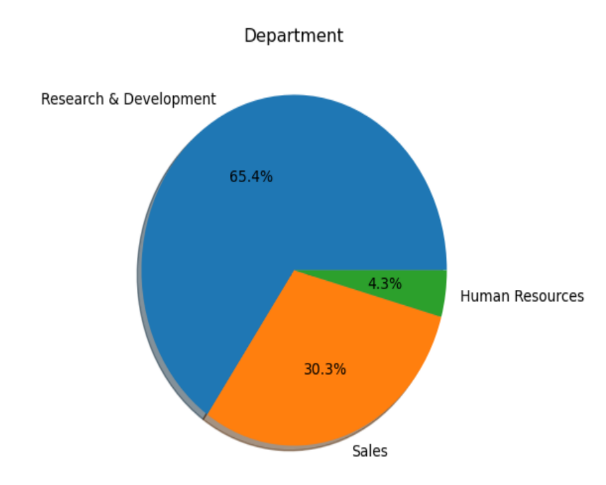 Department
Research & Development
65.4%
4.3%
Human Resources
30.3%
Sales